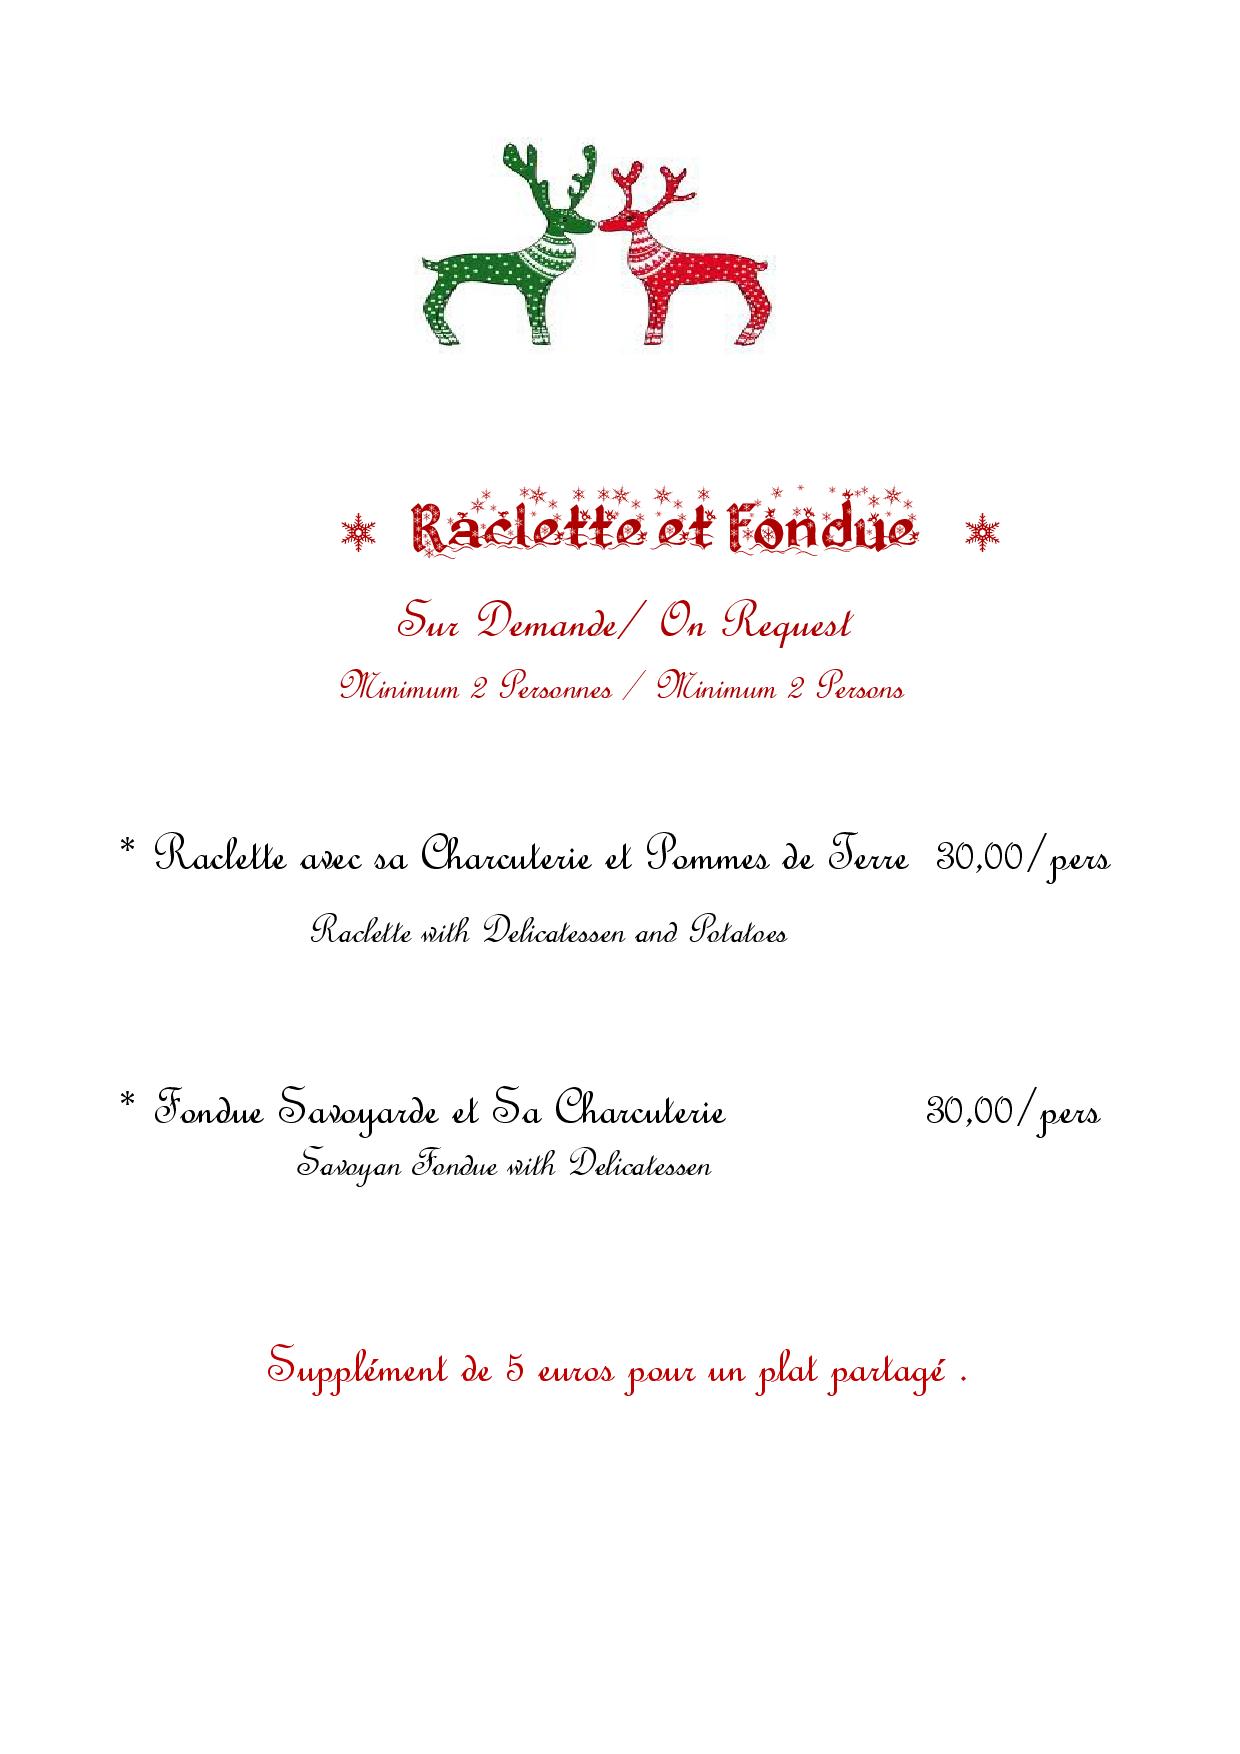 Raclette et Fondue
Sur Demande/ On Request
Minimum 2 Personnes / Minimum 2 Persons
* Raclette avec sa Charcuterie et Pommes de Terre 30,00/pers
Raclette with Delicatessen and Potatoes
* Fondue Savoyarde et Sa Charcuterie 30,00/pers
Savoyan Fondue with Delicatessen
Supplément de 5 euros pour un plat partagé .